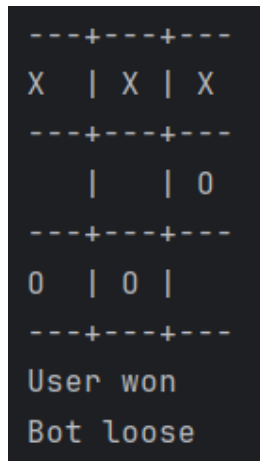 ---+---+---
X  | X | X
---+---+---
   |   | O
---+---+---
O  | O |
---+---+---
User won
Bot loose